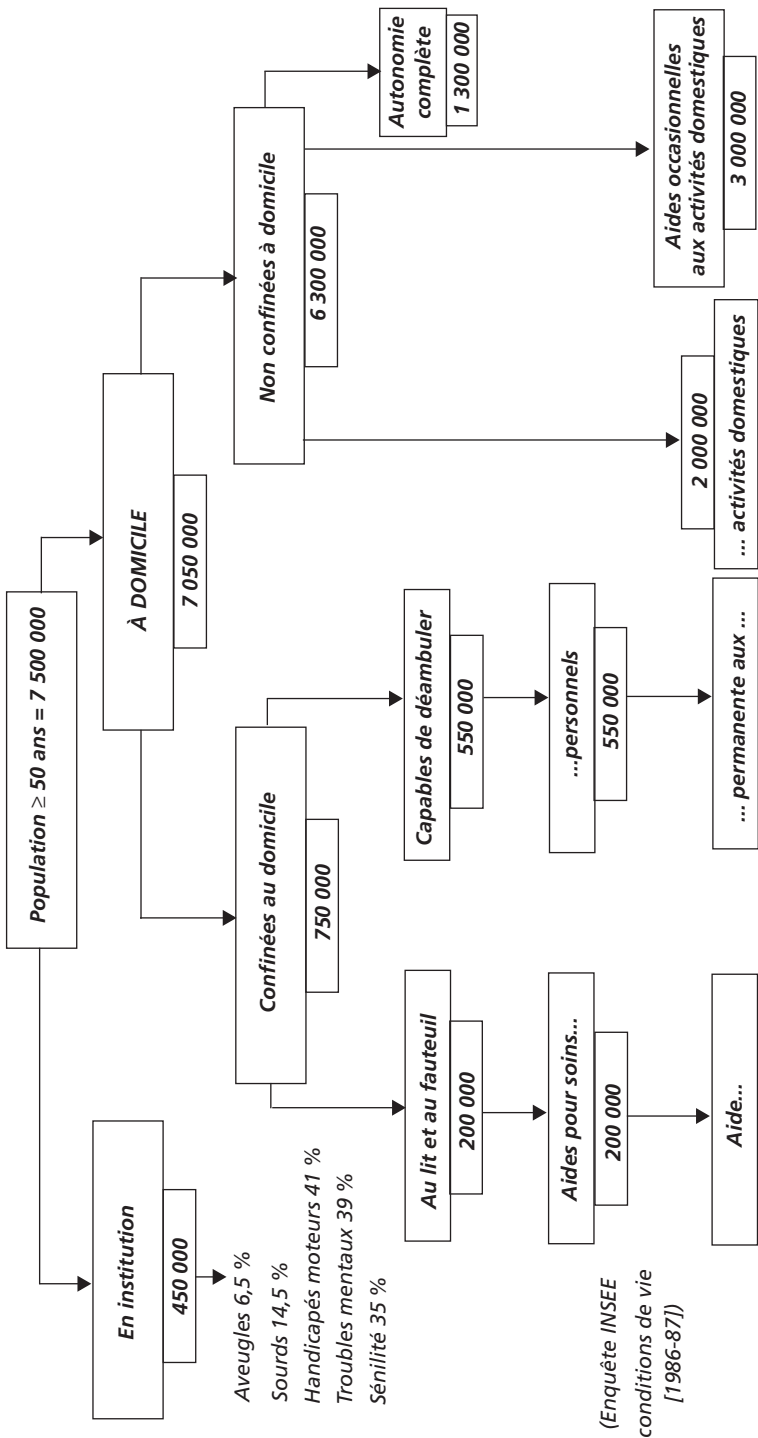 Population ≥ 50 ans = 7 500 000
En institution
450 000
Aveugles 6,5 %
Sourds 14,5 %
Handicapés moteurs 41 %
Troubles mentaux 39 %
Sénilité 35 %
À DOMICILE
7 050 000
Confinées au domicile
750 000
Non confinées à domicile
6 300 000
Au lit et au fauteuil
200 000
Capables de déambuler
550 000
Autonomie
complète
1 300 000
Aides pour soins...
200 000
...personnels
550 000
Aide...
... permanente aux ...
2 000 000
... activités domestiques
Aides occasionnelles
aux activités domestiques
3 000 000
(Enquête INSEE
conditions de vie
[1986-87])